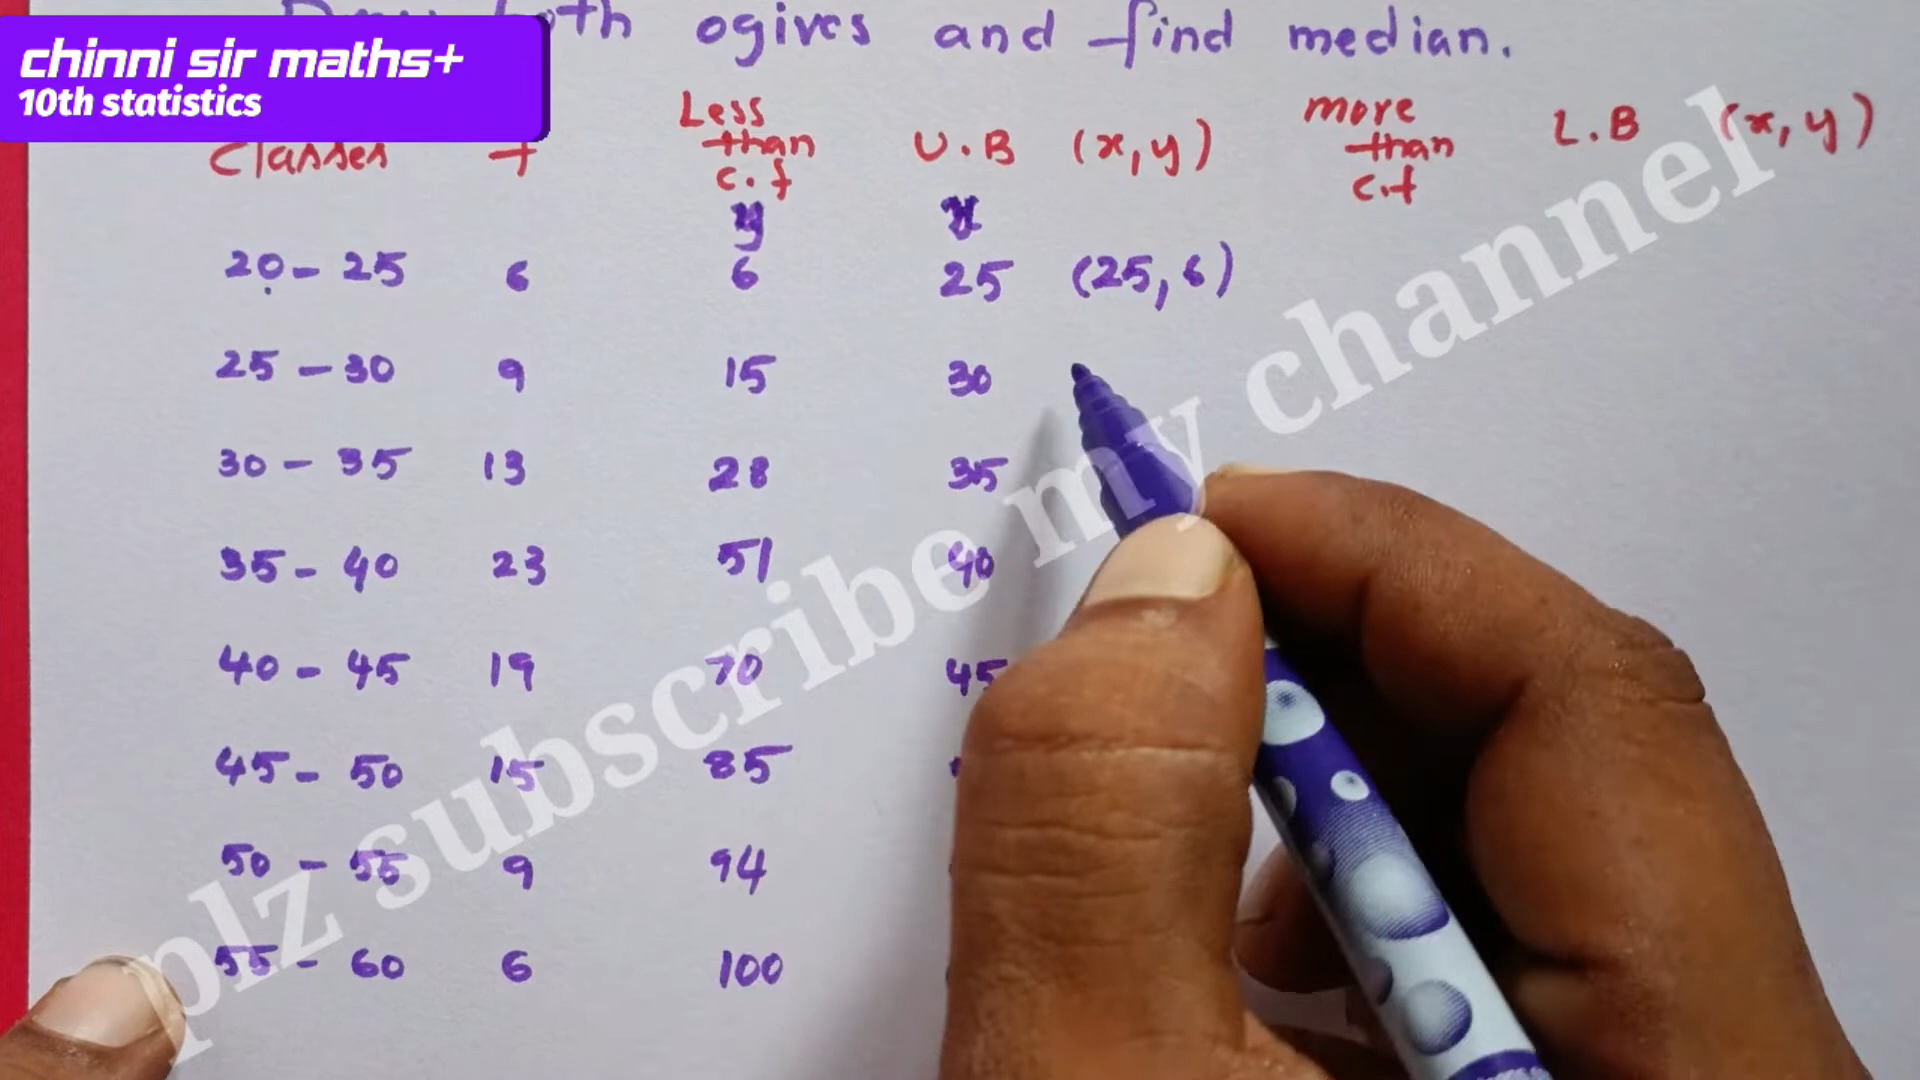 chinni sir maths+
10th statistics
both ogives and find median.
Classes f Less than c.f U.B (x, y) more than c.f L.B (x, y)
y x
20 - 25 6 6 25 (25, 6)
25 - 30 9 15 30
30 - 35 13 28 35
35 - 40 23 51 40
40 - 45 19 70 45
45 - 50 15 85
50 - 55 9 94
55 - 60 6 100
plz subscribe my channel